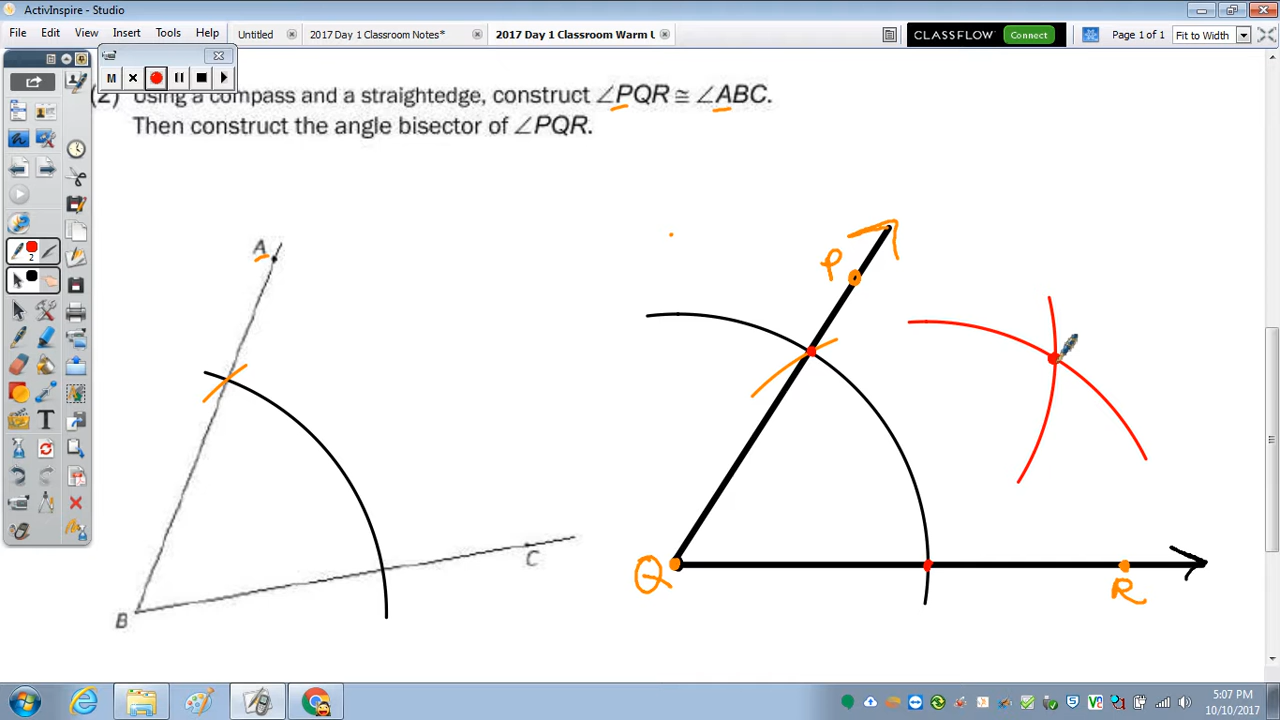 ActivInspire - Studio
File Edit View Insert Tools Help
Untitled 2017 Day 1 Classroom Notes* 2017 Day 1 Classroom Warm U
CLASSFLOW Connect
Page 1 of 1 Fit to Width
M
(2) Using a compass and a straightedge, construct ∠PQR ≅ ∠ABC.
Then construct the angle bisector of ∠PQR.
2
T
A
P
C
Q
R
B
5:07 PM
10/10/2017